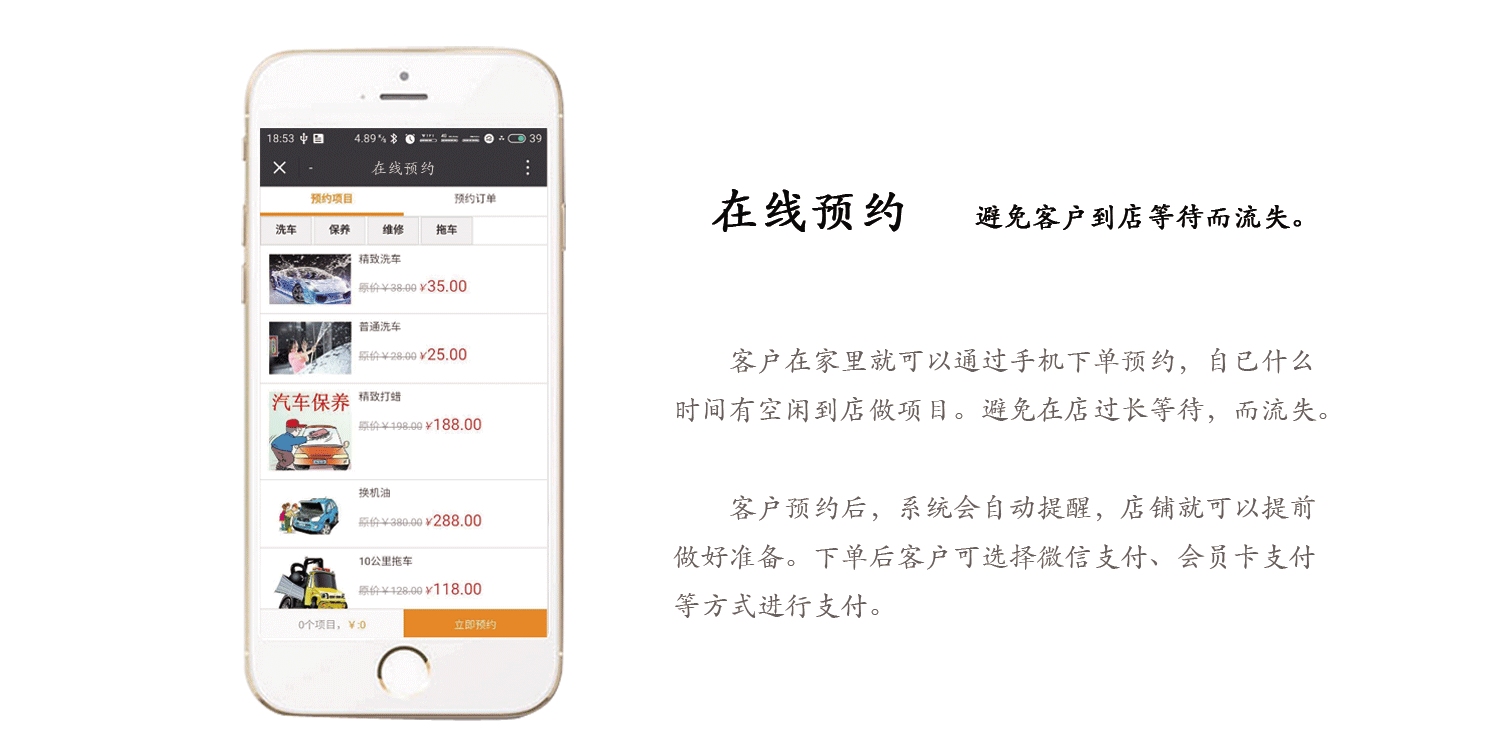 18:53 4.89 ᴷ/s 39
在线预约
预约项目 预约订单
洗车 保养 维修 拖车
精致洗车
原价￥38.00 ￥35.00
普通洗车
原价￥28.00 ￥25.00
汽车保养
精致打蜡
原价￥198.00 ￥188.00
换机油
原价￥380.00 ￥288.00
10公里拖车
原价￥128.00 ￥118.00
0个项目，￥:0 立即预约
在线预约 避免客户到店等待而流失。
客户在家里就可以通过手机下单预约，自已什么
时间有空闲到店做项目。避免在店过长等待，而流失。
客户预约后，系统会自动提醒，店铺就可以提前
做好准备。下单后客户可选择微信支付、会员卡支付
等方式进行支付。